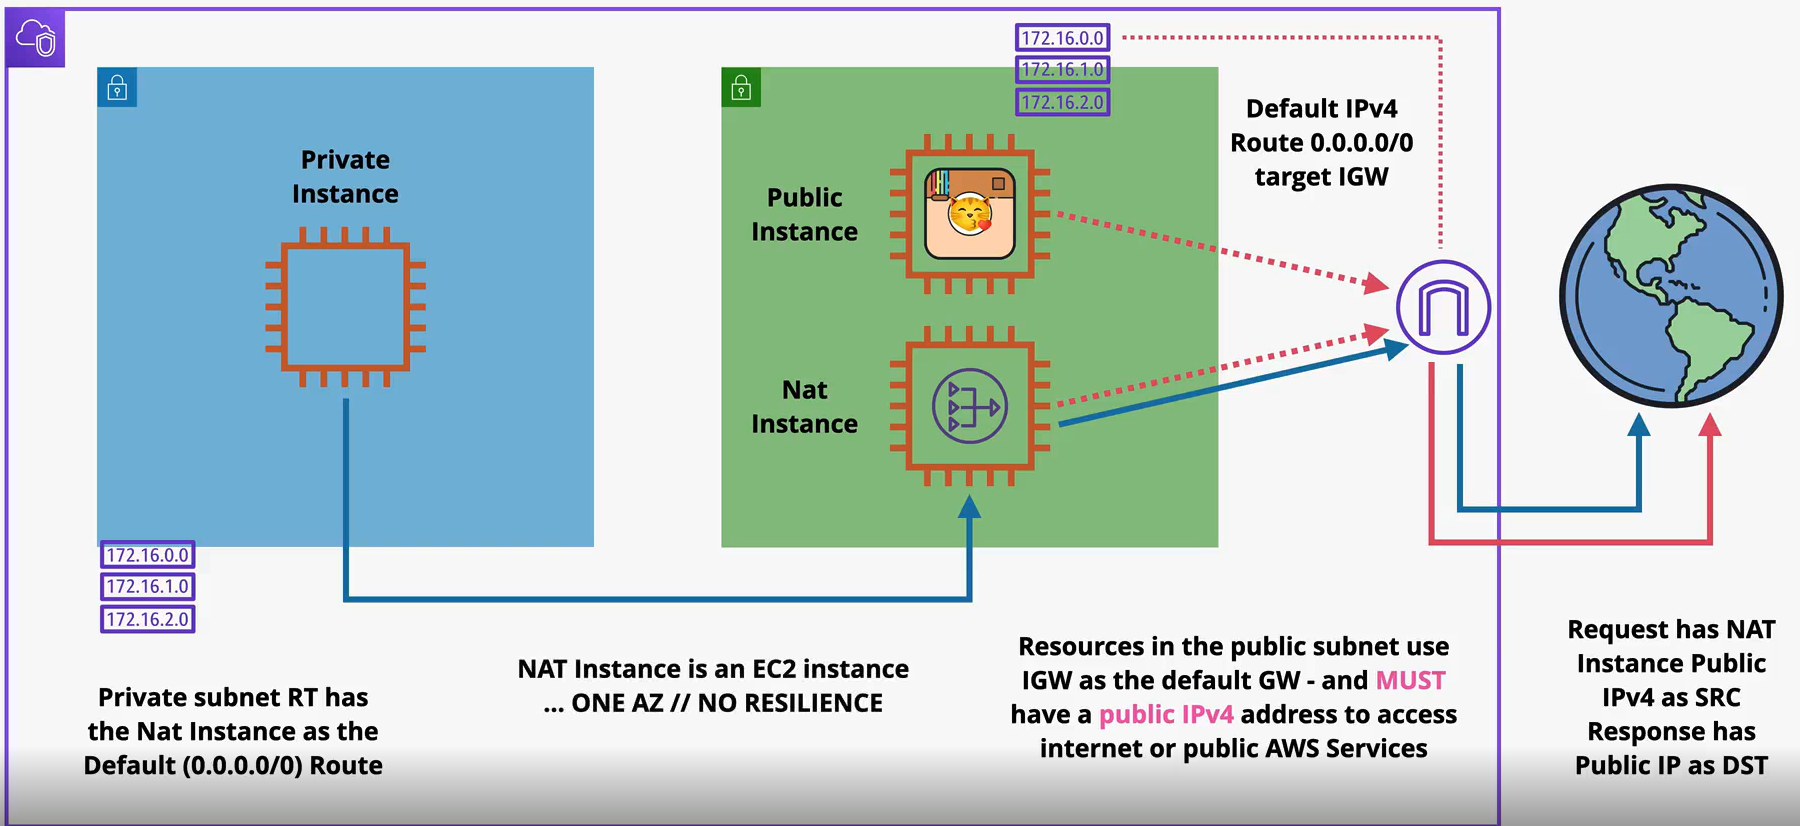 172.16.0.0
172.16.1.0
172.16.2.0
Default IPv4
Route 0.0.0.0/0
target IGW
Private
Instance
Public
Instance
Nat
Instance
172.16.0.0
172.16.1.0
172.16.2.0
Private subnet RT has
the Nat Instance as the
Default (0.0.0.0/0) Route
NAT Instance is an EC2 instance
... ONE AZ // NO RESILIENCE
Resources in the public subnet use
IGW as the default GW - and MUST
have a public IPv4 address to access
internet or public AWS Services
Request has NAT
Instance Public
IPv4 as SRC
Response has
Public IP as DST